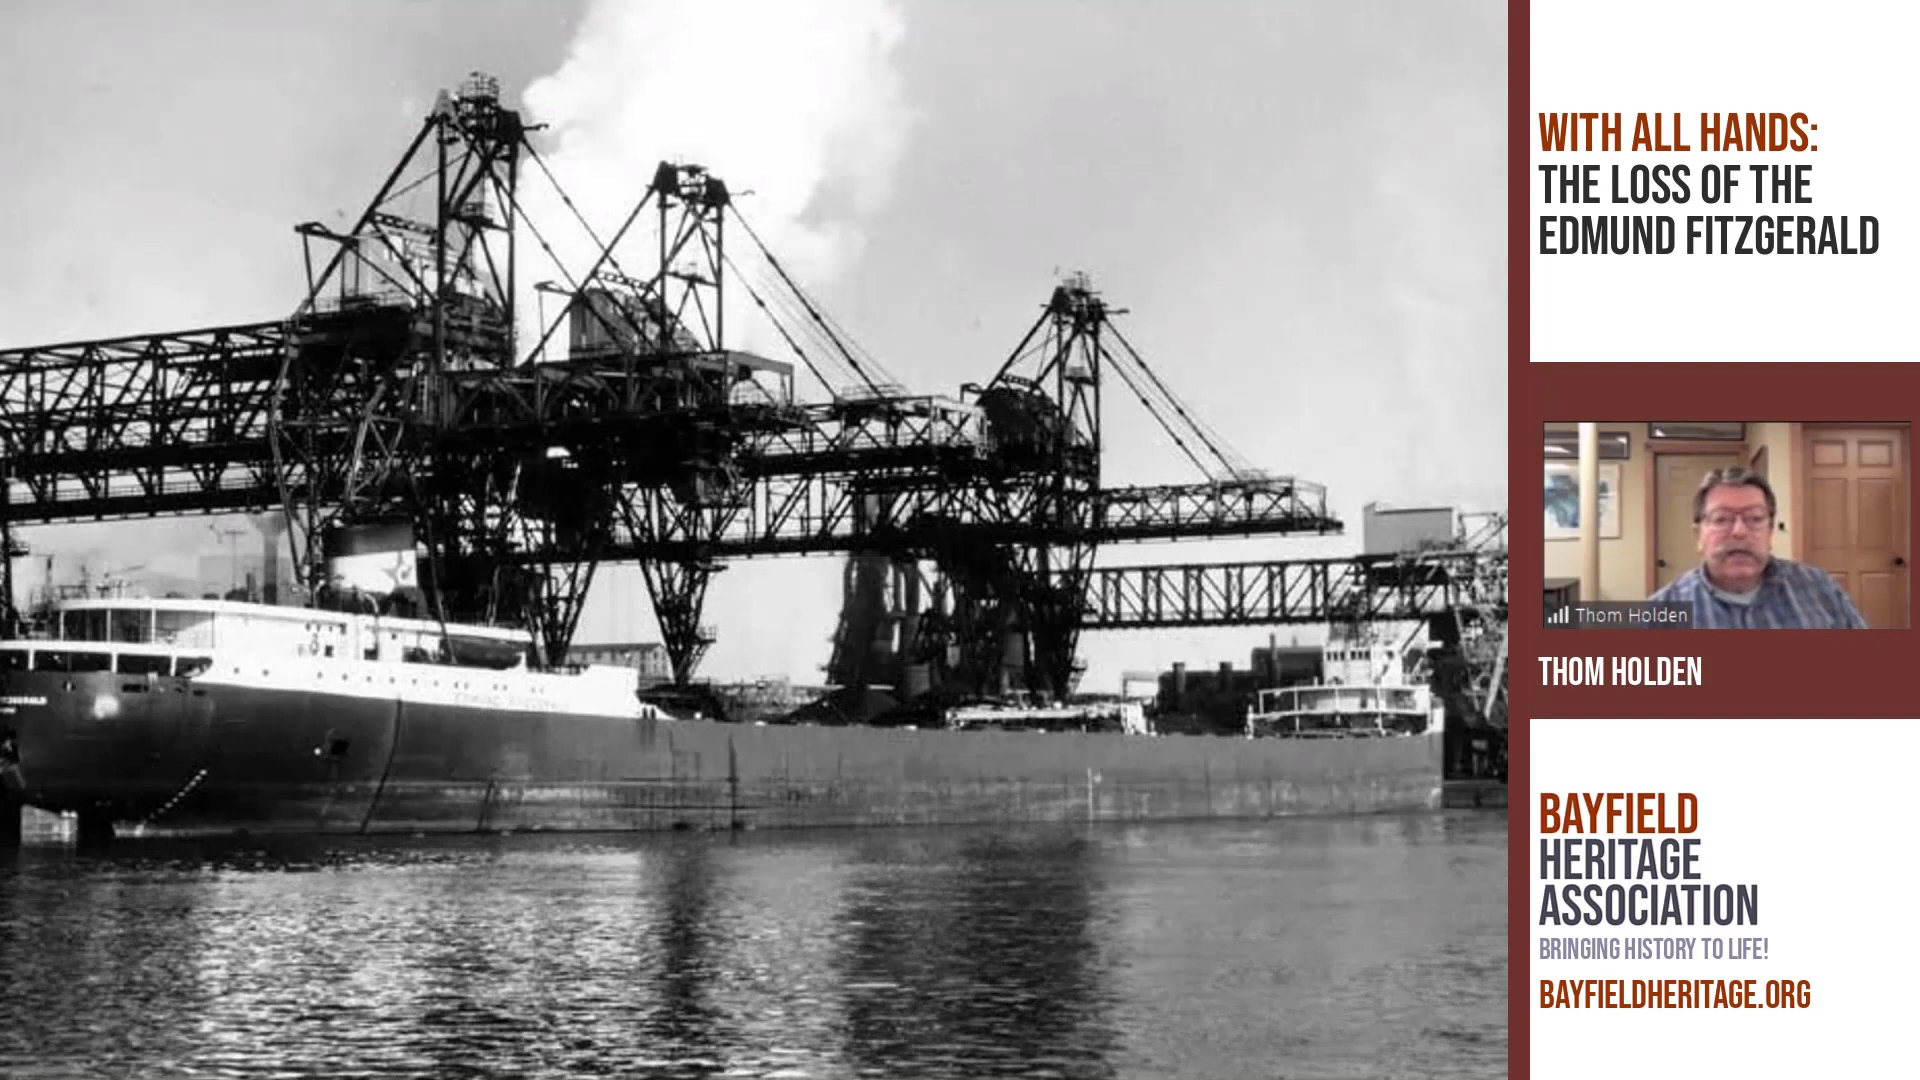 WITH ALL HANDS:
THE LOSS OF THE
EDMUND FITZGERALD
Thom Holden
THOM HOLDEN
BAYFIELD
HERITAGE
ASSOCIATION
BRINGING HISTORY TO LIFE!
BAYFIELDHERITAGE.ORG